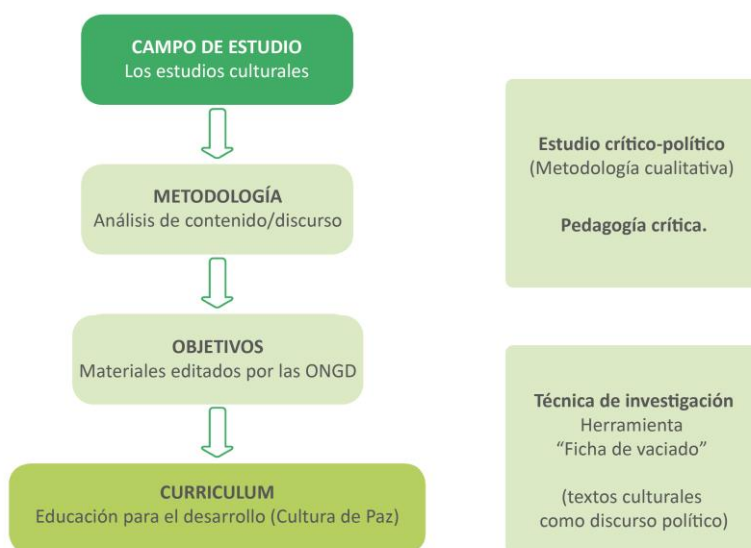 CAMPO DE ESTUDIO
Los estudios culturales
METODOLOGÍA
Análisis de contenido/discurso
OBJETIVOS
Materiales editados por las ONGD
CURRICULUM
Educación para el desarrollo (Cultura de Paz)
Estudio crítico-político
(Metodología cualitativa)
Pedagogía crítica.
Técnica de investigación
Herramienta
“Ficha de vaciado”
(textos culturales
como discurso político)